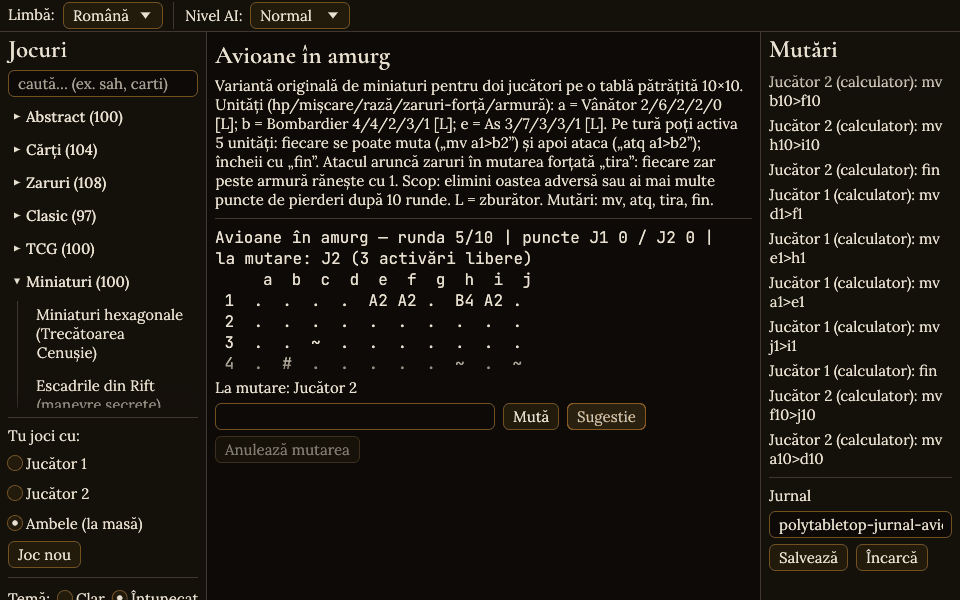 Limbă: Română ▼ Nivel AI: Normal ▼
Jocuri
caută... (ex. sah, carti)
▸ Abstract (100)
▸ Cărți (104)
▸ Zaruri (108)
▸ Clasic (97)
▸ TCG (100)
▾ Miniaturi (100)
Miniaturi hexagonale
(Trecătoarea
Cenușie)
Escadrile din Rift
(manevre secrete)
Tu joci cu:
Jucător 1
Jucător 2
Ambele (la masă)
Joc nou
Temă: Clar Întunecat
Avioane în amurg
Variantă originală de miniaturi pentru doi jucători pe o tablă pătrățită 10×10.
Unități (hp/mișcare/rază/zaruri-forță/armură): a = Vânător 2/6/2/2/0
[L]; b = Bombardier 4/4/2/3/1 [L]; e = As 3/7/3/3/1 [L]. Pe tură poți activa
5 unități: fiecare se poate muta („mv a1>b2”) și apoi ataca („atq a1>b2”);
închei cu „fin”. Atacul aruncă zaruri în mutarea forțată „tira”: fiecare zar
peste armură rănește cu 1. Scop: elimini oastea adversă sau ai mai multe
puncte de pierderi după 10 runde. L = zburător. Mutări: mv, atq, tira, fin.
Avioane în amurg — runda 5/10 | puncte J1 0 / J2 0 |
la mutare: J2 (3 activări libere)
a b c d e f g h i j
1 . . . . A2 A2 . B4 A2 .
2 . . . . . . . . . .
3 . . ~ . . . . . . .
4 . # . . . . . ~ . ~
La mutare: Jucător 2
Mută Sugestie
Anulează mutarea
Mutări
Jucător 2 (calculator): mv
b10>f10
Jucător 2 (calculator): mv
h10>i10
Jucător 2 (calculator): fin
Jucător 1 (calculator): mv
d1>f1
Jucător 1 (calculator): mv
e1>h1
Jucător 1 (calculator): mv
a1>e1
Jucător 1 (calculator): mv
j1>i1
Jucător 1 (calculator): fin
Jucător 2 (calculator): mv
f10>j10
Jucător 2 (calculator): mv
a10>d10
Jurnal
polytabletop-jurnal-avi
Salvează Încarcă